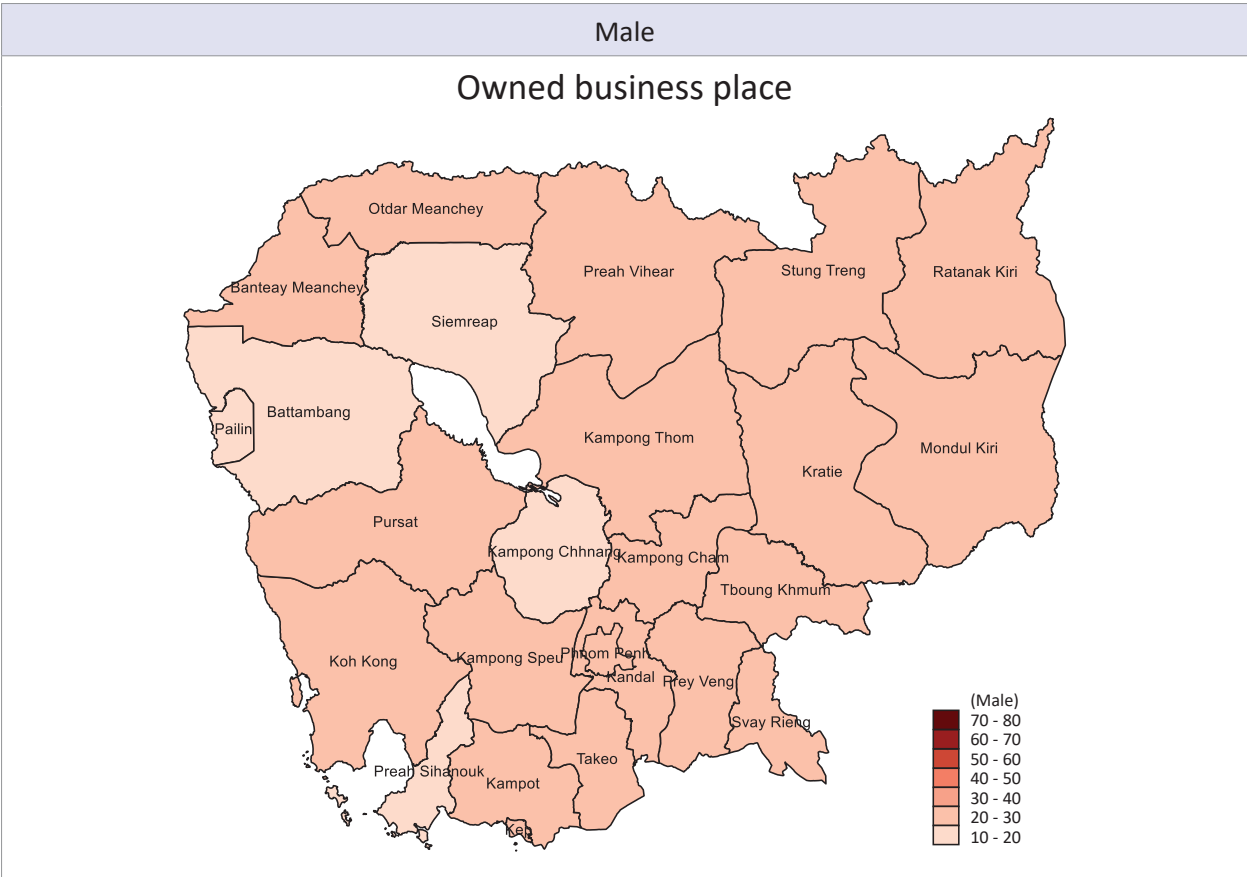 Male
Owned business place
Otdar Meanchey
Preah Vihear
Stung Treng
Ratanak Kiri
Banteay Meanchey
Siemreap
Battambang
Pailin
Kampong Thom
Mondul Kiri
Kratie
Pursat
Kampong Chhnang
Kampong Cham
Tboung Khmum
Koh Kong
Kampong Speu
Phnom Penh
Kandal
Prey Veng
Svay Rieng
Preah Sihanouk
Kampot
Takeo
Kep
(Male)
70 - 80
60 - 70
50 - 60
40 - 50
30 - 40
20 - 30
10 - 20